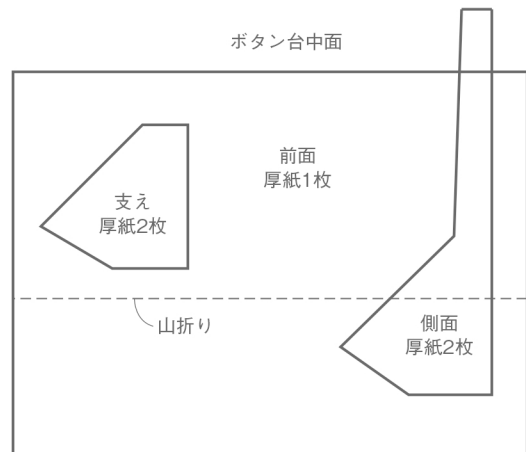 ボタン台中面
前面
厚紙1枚
支え
厚紙2枚
山折り
側面
厚紙2枚